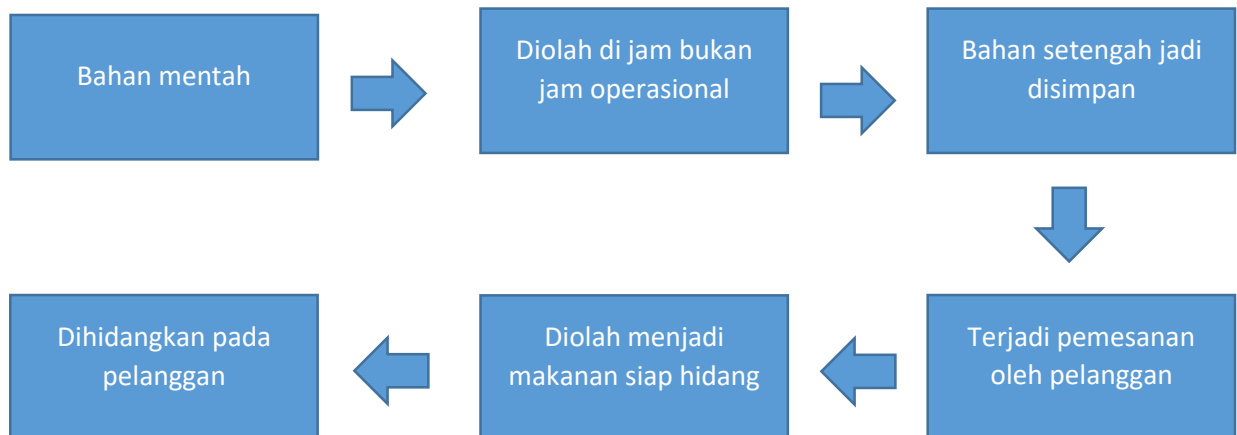 Bahan mentah
Diolah di jam bukan
jam operasional
Bahan setengah jadi
disimpan
Terjadi pemesanan
oleh pelanggan
Diolah menjadi
makanan siap hidang
Dihidangkan pada
pelanggan